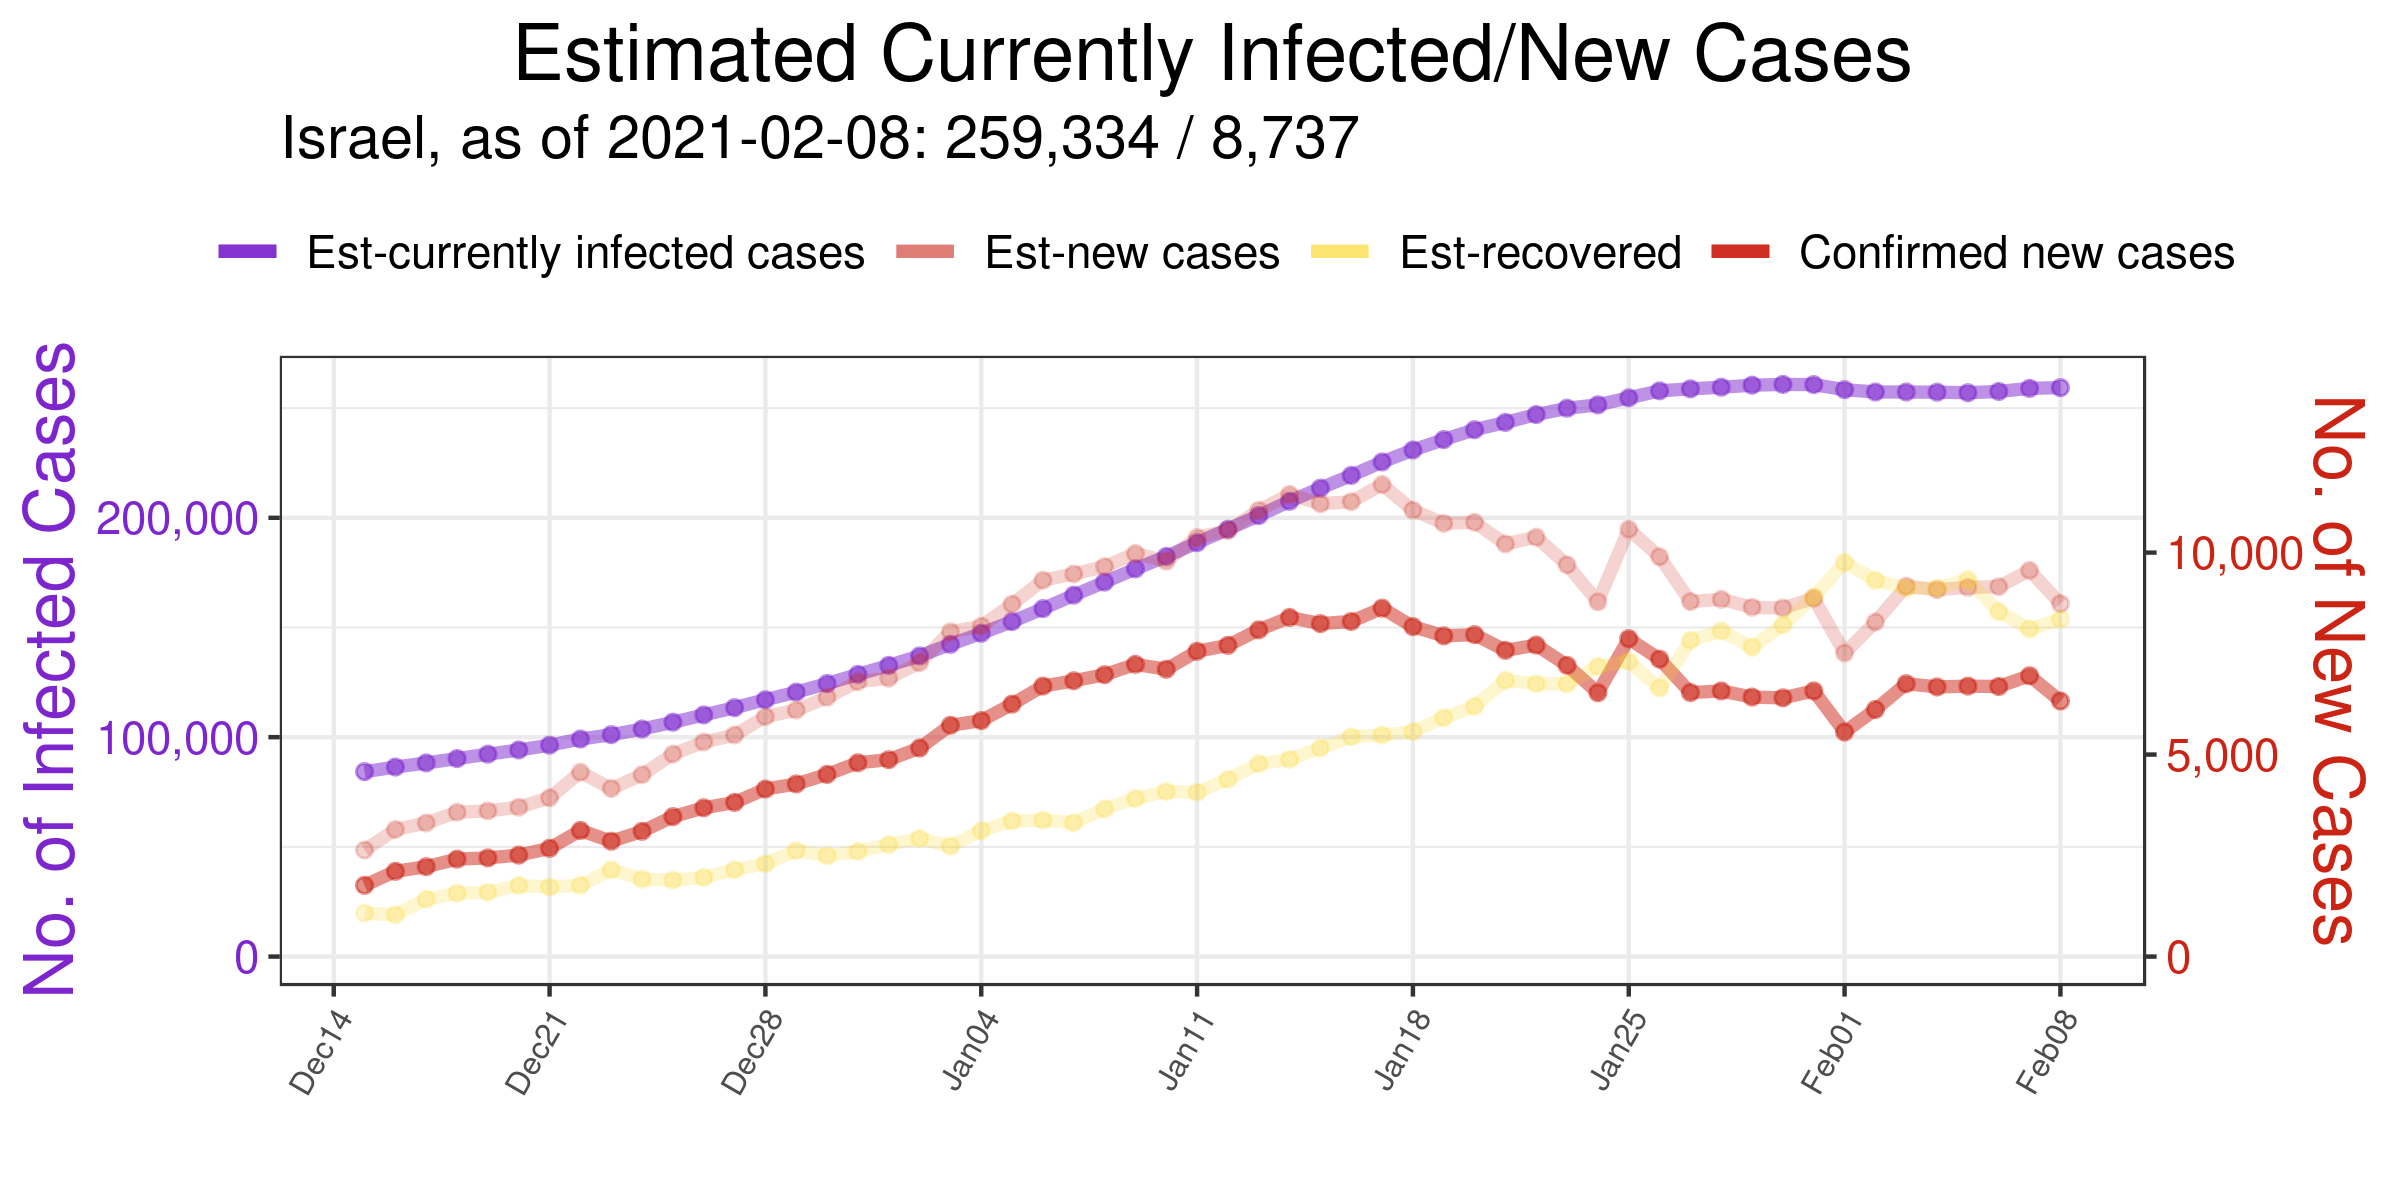 Estimated Currently Infected/New Cases
Israel, as of 2021-02-08: 259,334 / 8,737
Est-currently infected cases Est-new cases Est-recovered Confirmed new cases
No. of Infected Cases
200,000
100,000
0
10,000
5,000
0
No. of New Cases
Dec14 Dec21 Dec28 Jan04 Jan11 Jan18 Jan25 Feb01 Feb08